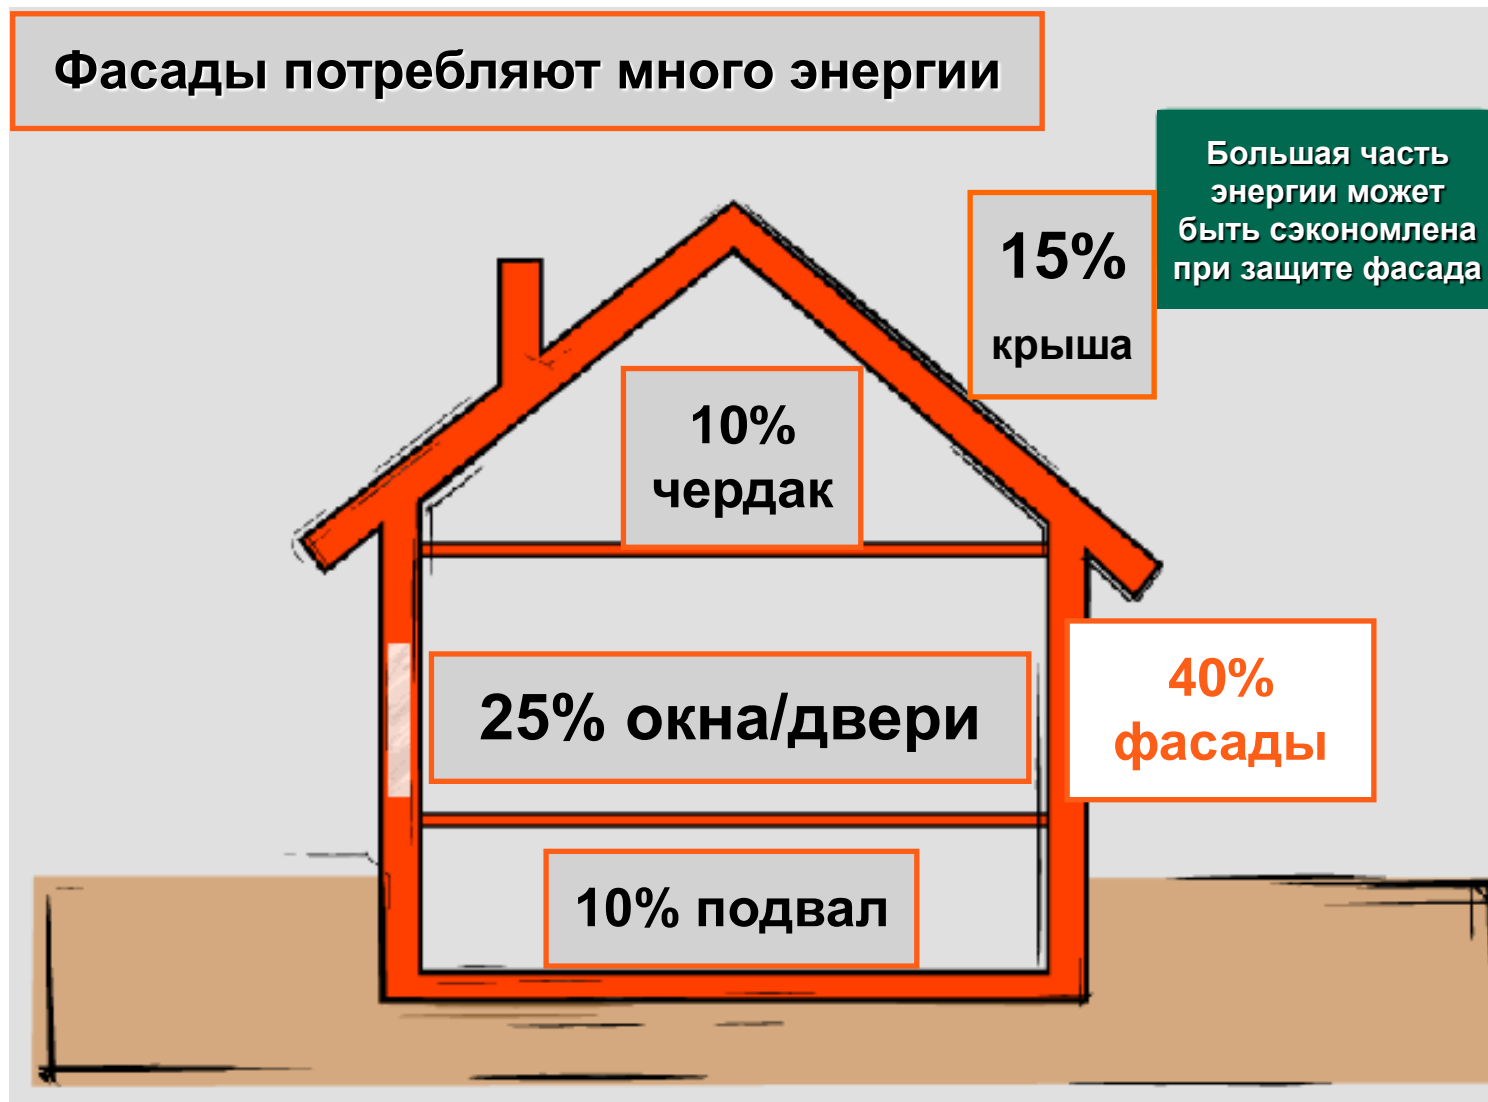 Фасады потребляют много энергии
Большая часть
энергии может
быть сэкономлена
при защите фасада
15%
крыша
10%
чердак
25% окна/двери
40%
фасады
10% подвал